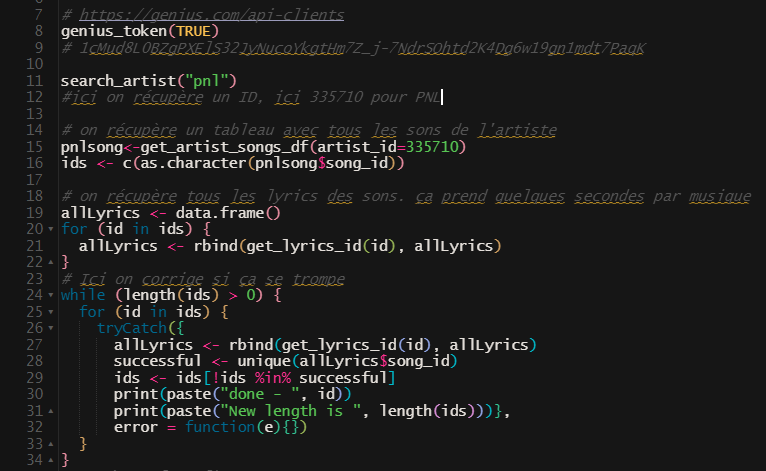 7 # https://genius.com/api-clients
8 genius_token(TRUE)
9 #
10
11 search_artist("pnl")
12 #ici on récupère un ID, ici 335710 pour PNL
13
14 # on récupère un tableau avec tous les sons de l'artiste
15 pnlsong<-get_artist_songs_df(artist_id=335710)
16 ids <- c(as.character(pnlsong$song_id))
17
18 # on récupère tous les lyrics des sons. ça prend quelques secondes par musique
19 allLyrics <- data.frame()
20 for (id in ids) {
21 allLyrics <- rbind(get_lyrics_id(id), allLyrics)
22 }
23 # Ici on corrige si ça se trompe
24 while (length(ids) > 0) {
25 for (id in ids) {
26 tryCatch({
27 allLyrics <- rbind(get_lyrics_id(id), allLyrics)
28 successful <- unique(allLyrics$song_id)
29 ids <- ids[!ids %in% successful]
30 print(paste("done - ", id))
31 print(paste("New length is ", length(ids)))},
32 error = function(e){})
33 }
34 }